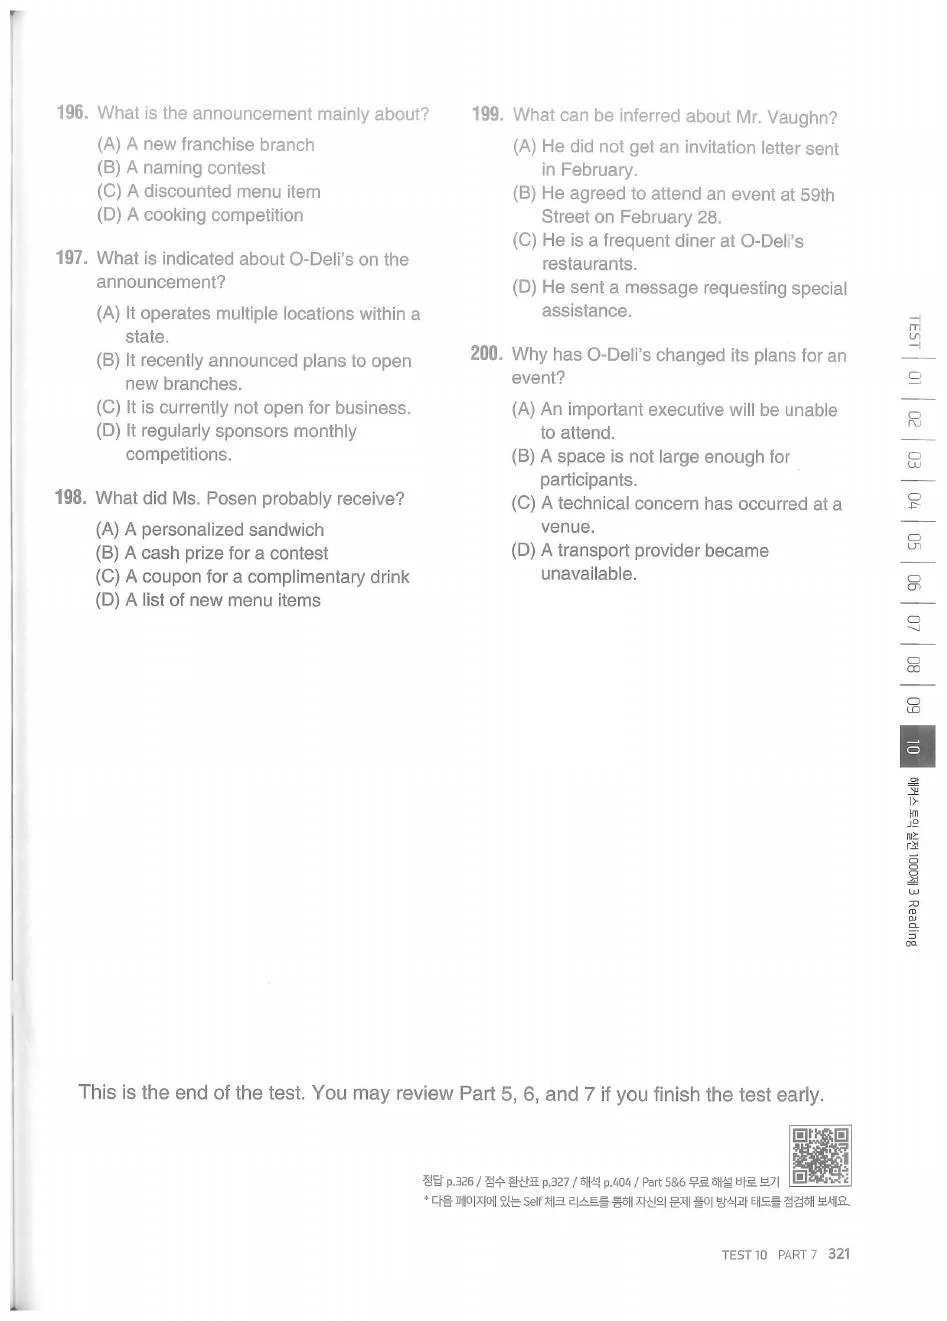 196. What is the announcement mainly about?
(A) A new franchise branch
(B) A naming contest
(C) A discounted menu item
(D) A cooking competition
197. What is indicated about O-Deli's on the
announcement?
(A) It operates multiple locations within a
state.
(B) It recently announced plans to open
new branches.
(C) It is currently not open for business.
(D) It regularly sponsors monthly
competitions.
198. What did Ms. Posen probably receive?
(A) A personalized sandwich
(B) A cash prize for a contest
(C) A coupon for a complimentary drink
(D) A list of new menu items
199. What can be inferred about Mr. Vaughn?
(A) He did not get an invitation letter sent
in February.
(B) He agreed to attend an event at 59th
Street on February 28.
(C) He is a frequent diner at O-Deli's
restaurants.
(D) He sent a message requesting special
assistance.
200. Why has O-Deli's changed its plans for an
event?
(A) An important executive will be unable
to attend.
(B) A space is not large enough for
participants.
(C) A technical concern has occurred at a
venue.
(D) A transport provider became
unavailable.
TEST 01 02 03 04 05 06 07 08 09 10
해커스 토익 실전 1000제 3 Reading
This is the end of the test. You may review Part 5, 6, and 7 if you finish the test early.
정답 p.326 / 점수 환산표 p.327 / 해석 p.404 / Part 5&6 무료 해설 바로 보기
* 다음 페이지에 있는 Self 체크 리스트를 통해 자신의 문제 풀이 방식과 태도를 점검해 보세요.
TEST 10 PART 7 321